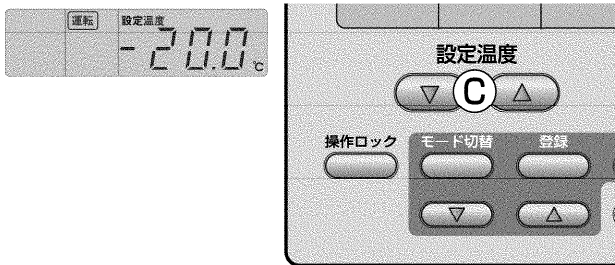 運転 設定温度
-20.0℃
設定温度
▽ C △
操作ロック モード切替 登録
▽ △